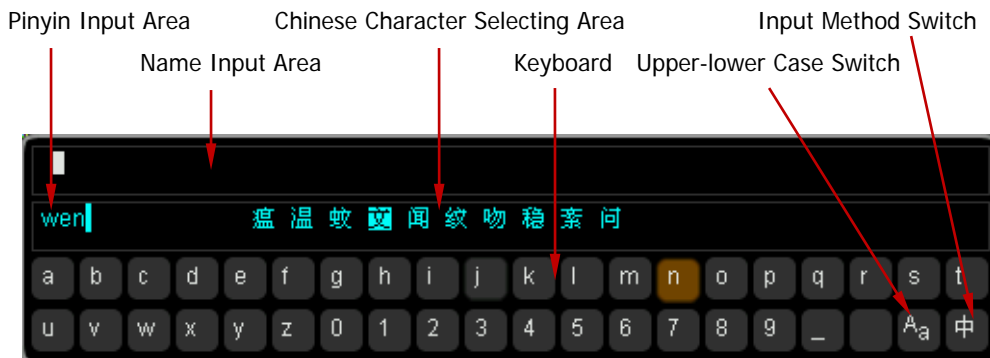 Pinyin Input Area Chinese Character Selecting Area Input Method Switch
Name Input Area Keyboard Upper-lower Case Switch
wen 瘟 温 蚊 文 闻 纹 吻 稳 紊 问
a b c d e f g h i j k l m n o p q r s t
u v w x y z 0 1 2 3 4 5 6 7 8 9 _ Aa 中